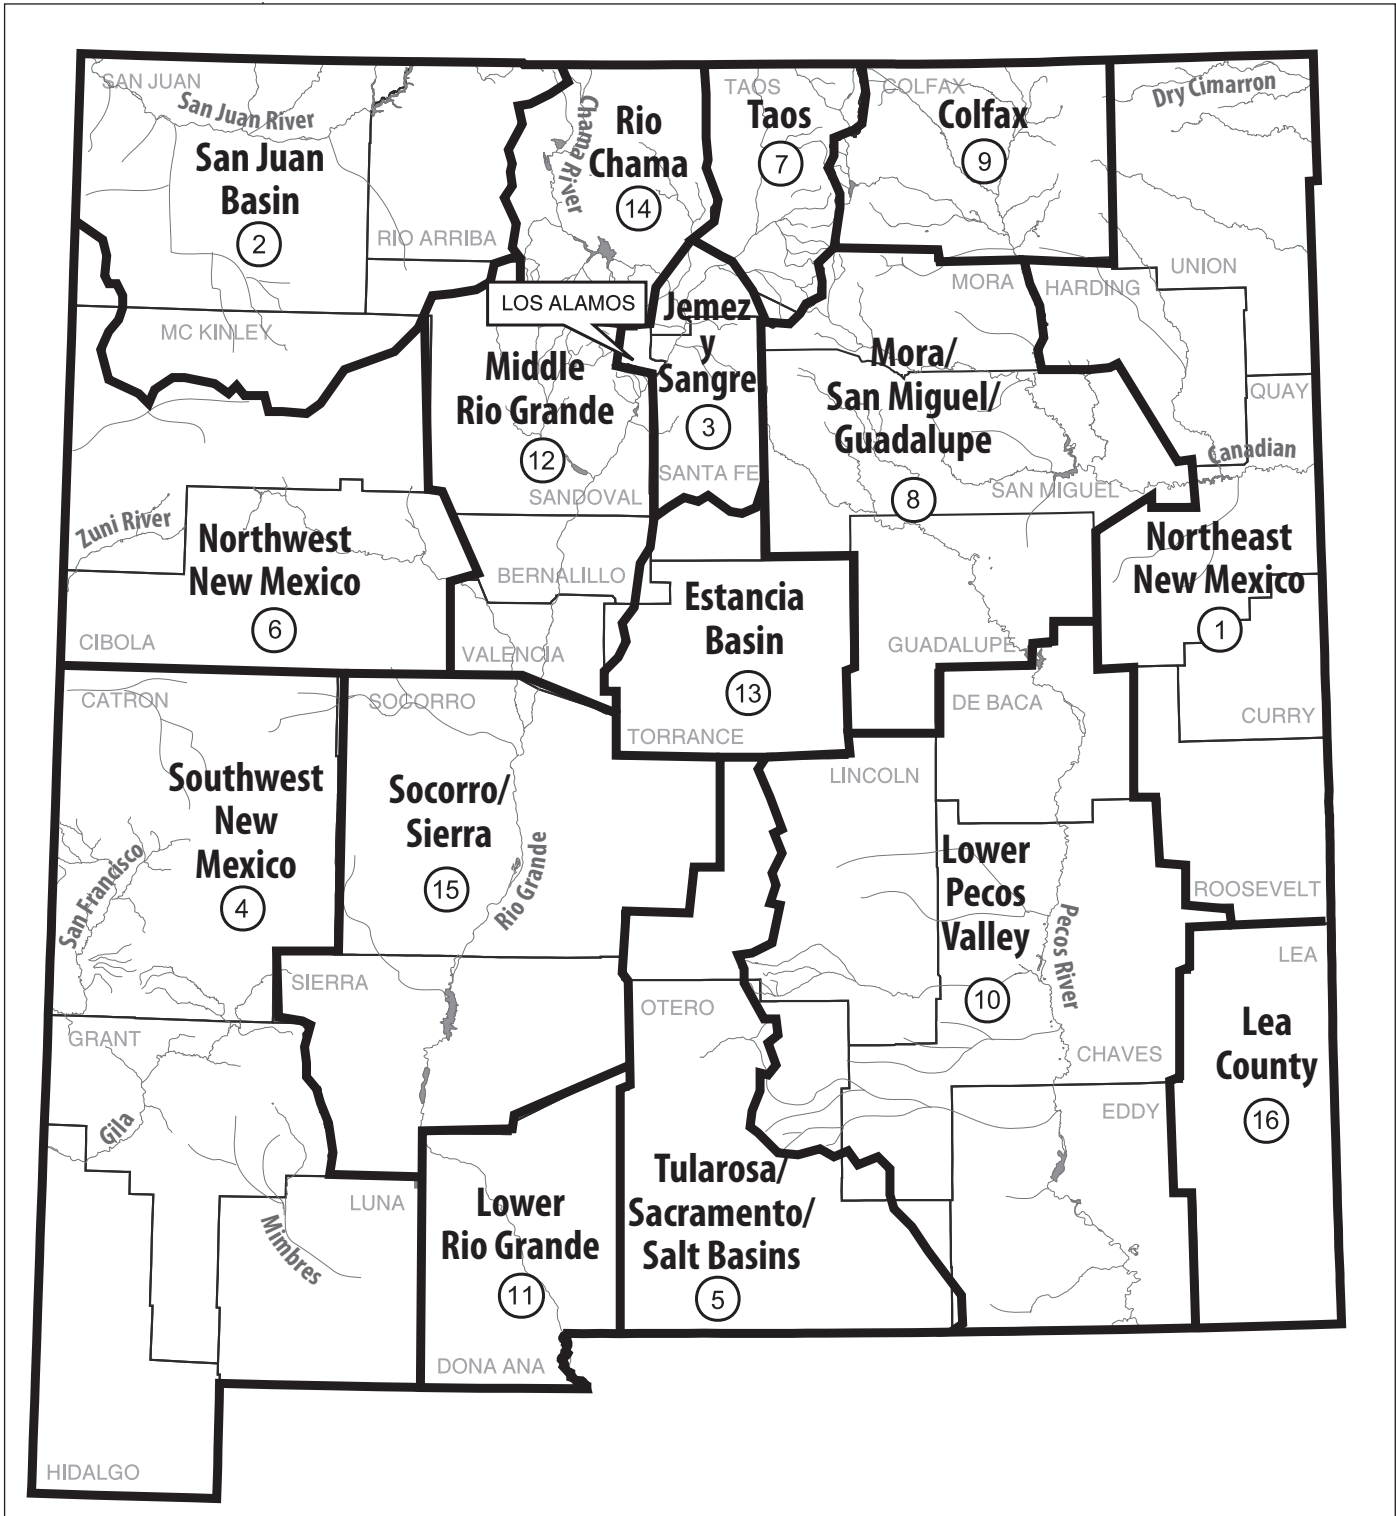 SAN JUAN
San Juan River
San Juan
Basin
2
RIO ARRIBA
Chama River
Rio
Chama
14
TAOS
Taos
7
COLFAX
Colfax
9
Dry Cimarron
UNION
MORA
HARDING
QUAY
Canadian
MC KINLEY
LOS ALAMOS
Jemez
y
Sangre
3
SANTA FE
Middle
Rio Grande
12
SANDOVAL
Mora/
San Miguel/
Guadalupe
8
SAN MIGUEL
Zuni River
Northwest
New Mexico
6
CIBOLA
BERNALILLO
VALENCIA
Estancia
Basin
13
TORRANCE
GUADALUPE
Northeast
New Mexico
1
DE BACA
CURRY
CATRON
SOCORRO
Southwest
New
Mexico
4
San Francisco
Socorro/
Sierra
15
Rio Grande
LINCOLN
Lower
Pecos
Valley
10
Pecos River
ROOSEVELT
LEA
Lea
County
16
SIERRA
GRANT
OTERO
CHAVES
EDDY
Gila
LUNA
Mimbres
Lower
Rio Grande
11
DONA ANA
Tularosa/
Sacramento/
Salt Basins
5
HIDALGO